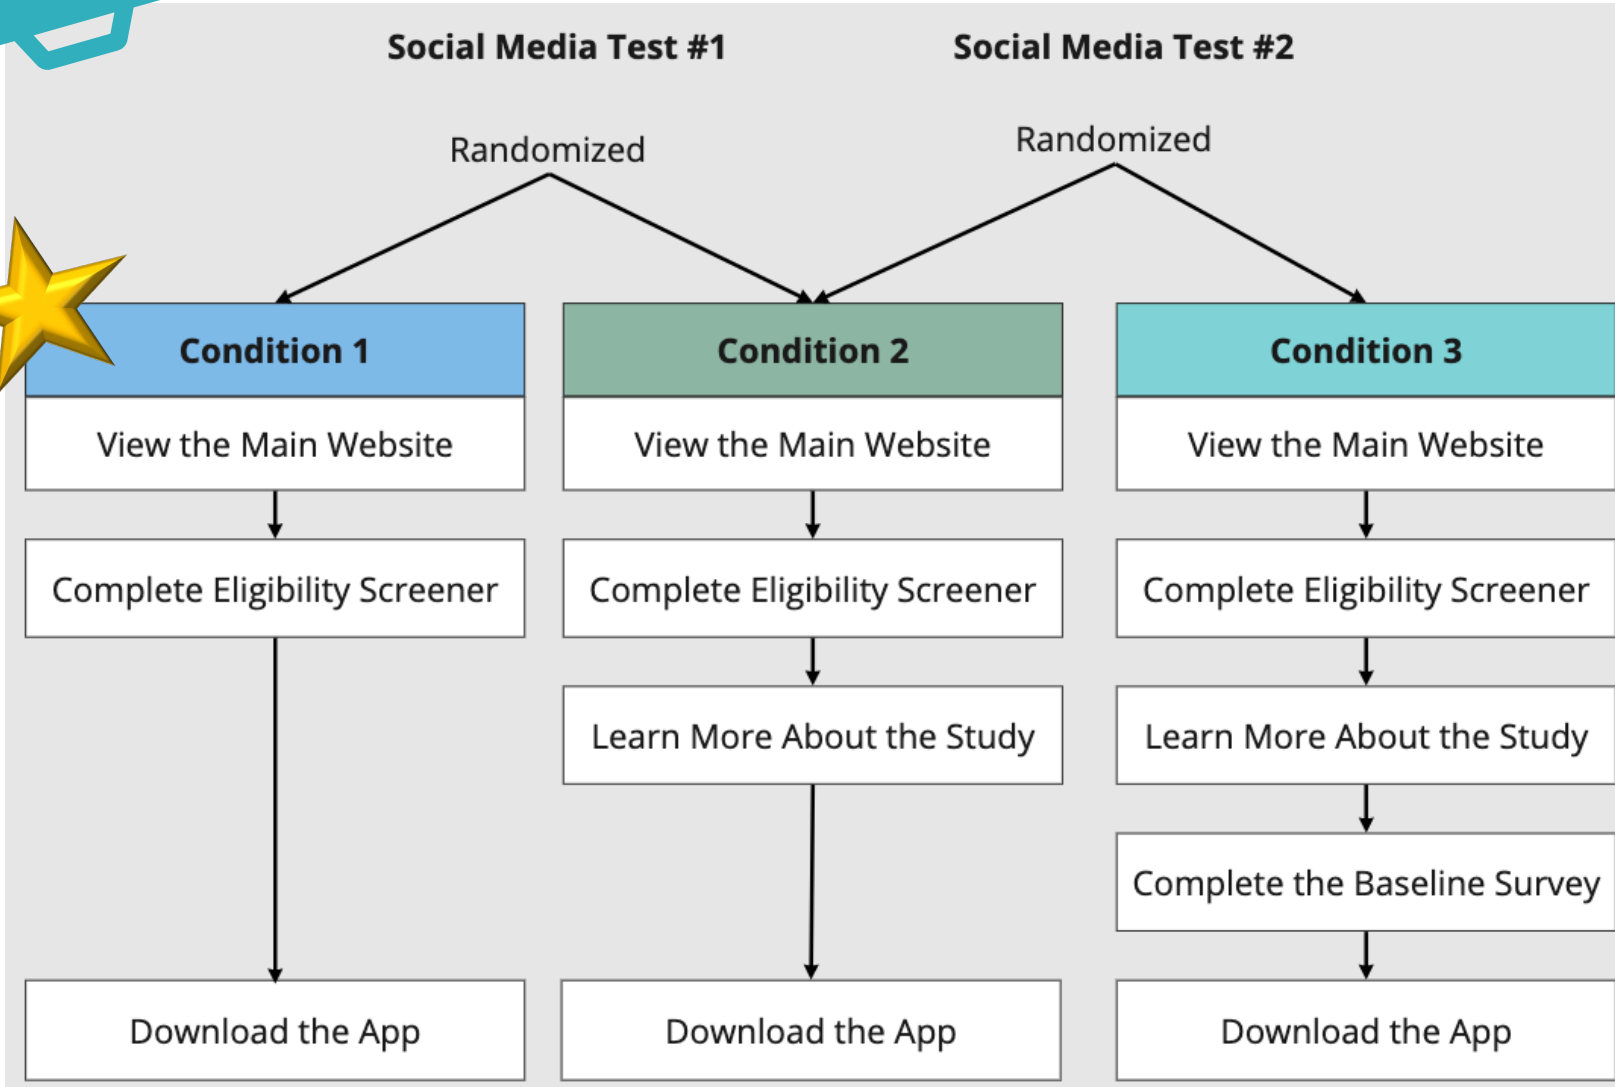 Social Media Test #1
Social Media Test #2
Randomized
Randomized
Condition 1
Condition 2
Condition 3
View the Main Website
View the Main Website
View the Main Website
Complete Eligibility Screener
Complete Eligibility Screener
Complete Eligibility Screener
Learn More About the Study
Learn More About the Study
Complete the Baseline Survey
Download the App
Download the App
Download the App